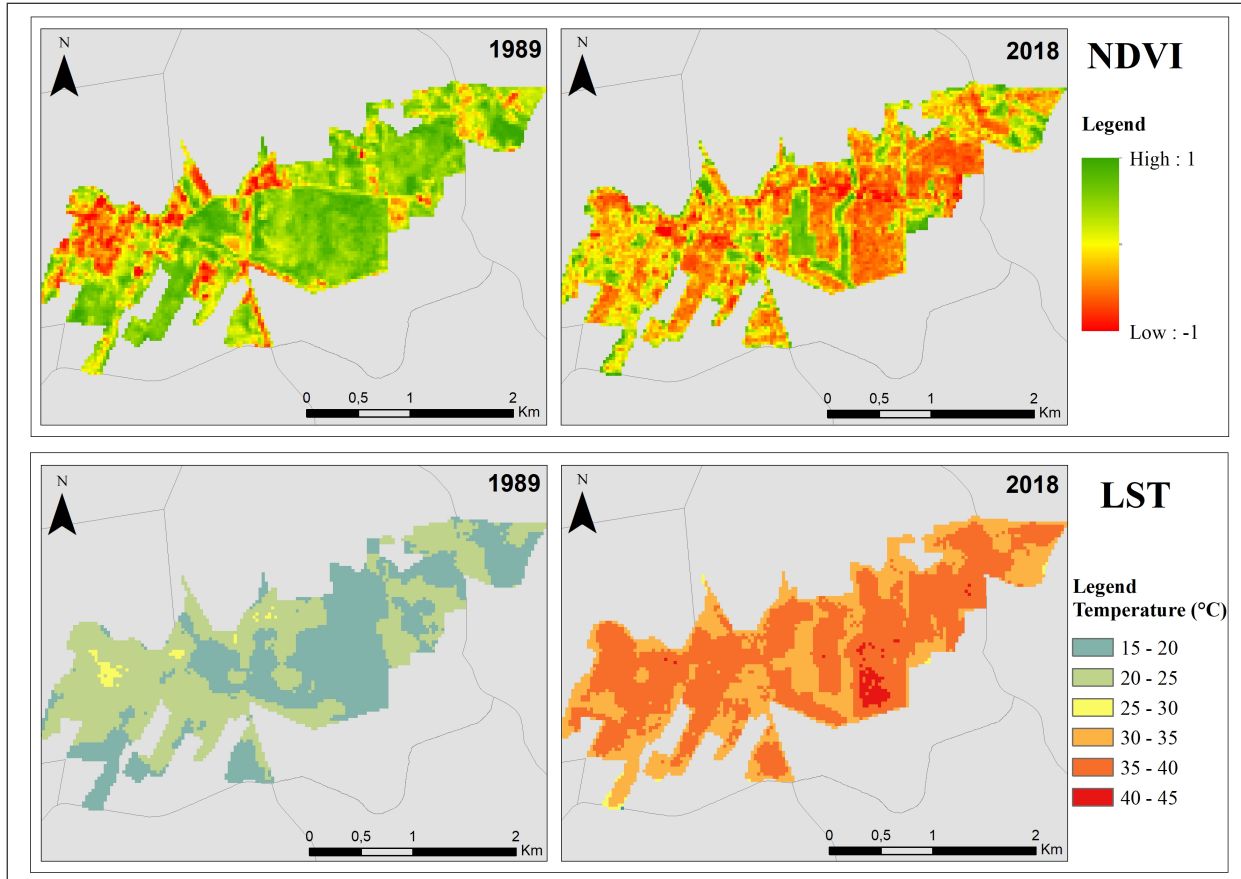 N
1989
N
2018
NDVI
Legend
High : 1
Low : -1
0 0,5 1 2
Km
0 0,5 1 2
Km
N
1989
N
2018
LST
Legend
Temperature (°C)
15 - 20
20 - 25
25 - 30
30 - 35
35 - 40
40 - 45
0 0,5 1 2
Km
0 0,5 1 2
Km